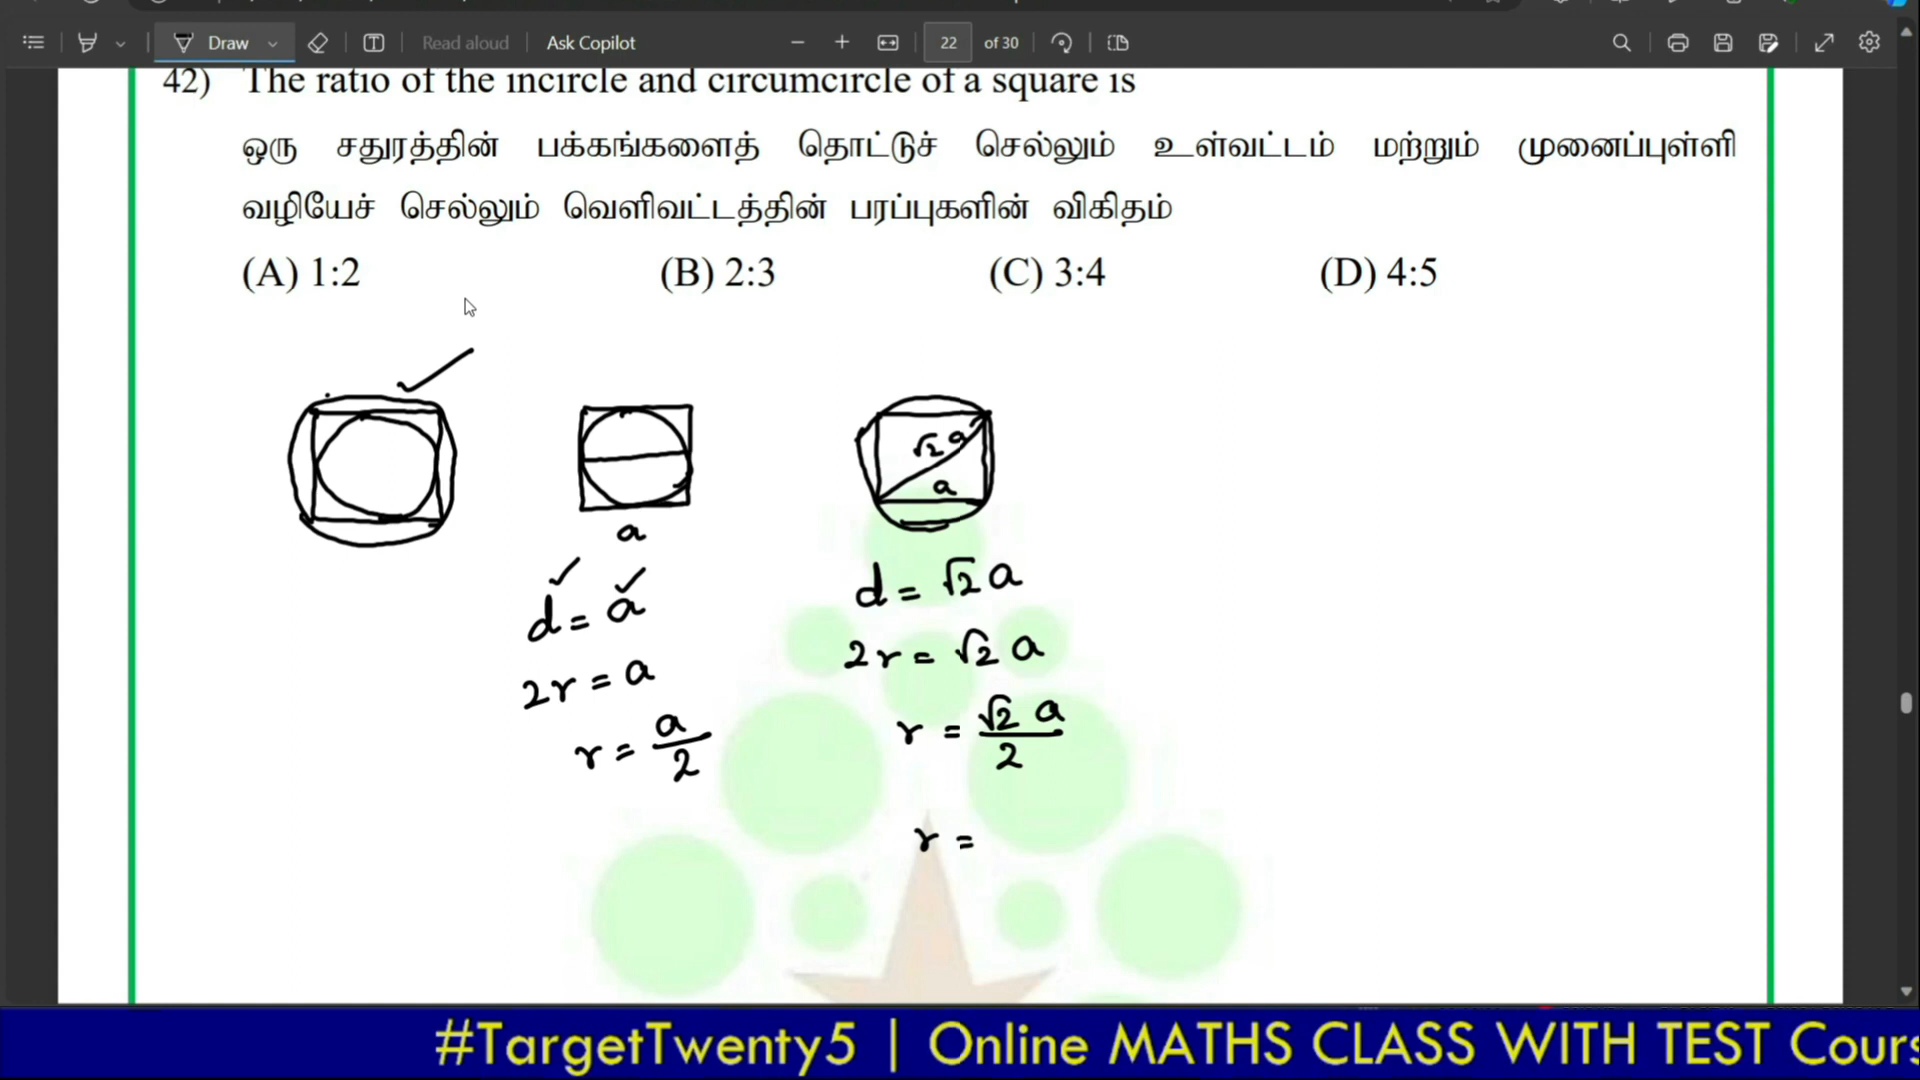 Draw
Read aloud
Ask Copilot
22 of 30
42) The ratio of the incircle and circumcircle of a square is
ஒரு சதுரத்தின் பக்கங்களைத் தொட்டுச் செல்லும் உள்வட்டம் மற்றும் முனைப்புள்ளி
வழியேச் செல்லும் வெளிவட்டத்தின் பரப்புகளின் விகிதம்
(A) 1:2 (B) 2:3 (C) 3:4 (D) 4:5
√2 a
a
a
d = a
2r = a
r = a/2
d = √2 a
2r = √2 a
r = √2 a/2
r =
#TargetTwenty5 | Online MATHS CLASS WITH TEST Cours